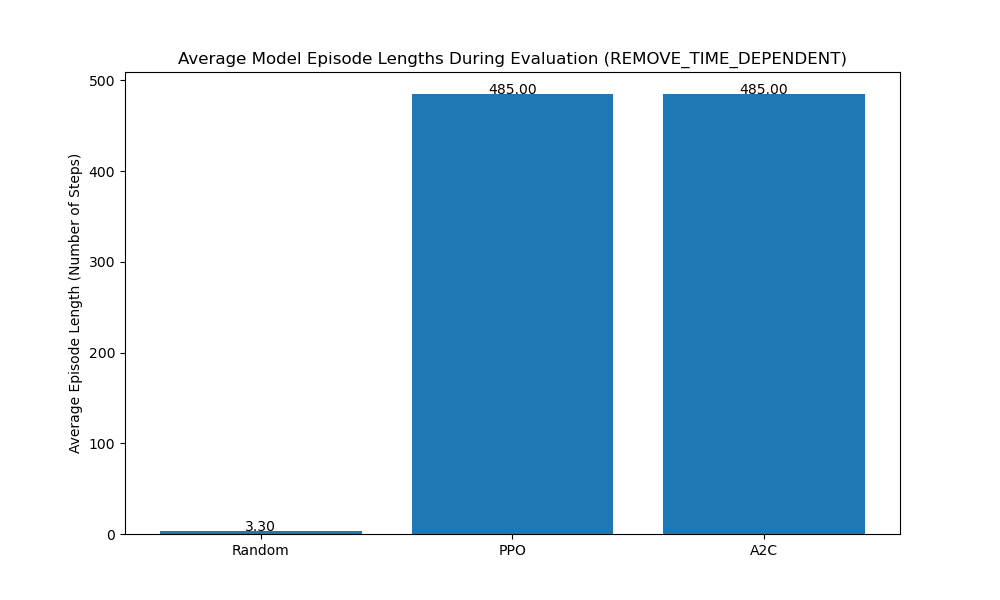 Average Model Episode Lengths During Evaluation (REMOVE_TIME_DEPENDENT)
Average Episode Length (Number of Steps)
500
400
300
200
100
0
3.30
485.00
485.00
Random
PPO
A2C